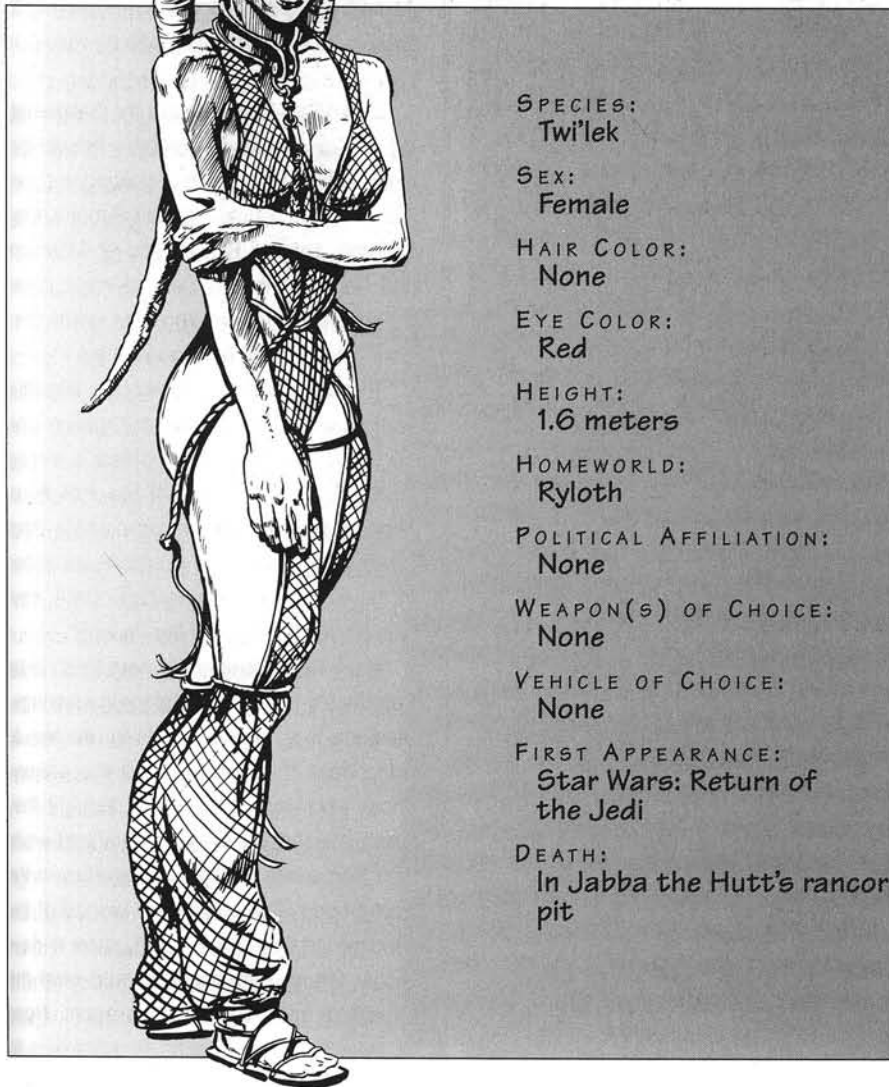 SPECIES:
Twi'lek
SEX:
Female
HAIR COLOR:
None
EYE COLOR:
Red
HEIGHT:
1.6 meters
HOMEWORLD:
Ryloth
POLITICAL AFFILIATION:
None
WEAPON(S) OF CHOICE:
None
VEHICLE OF CHOICE:
None
FIRST APPEARANCE:
Star Wars: Return of
the Jedi
DEATH:
In Jabba the Hutt's rancor
pit